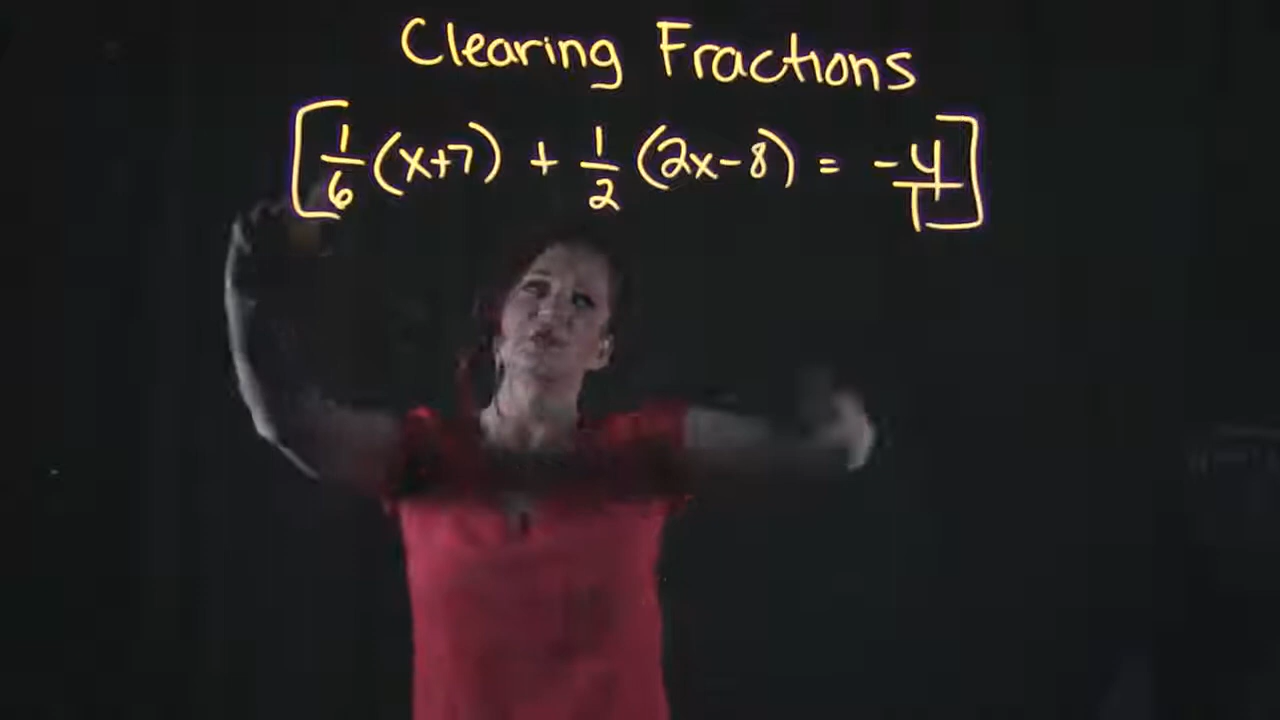 Clearing Fractions
[1/6(x+7) + 1/2(2x-8) = -4/1]